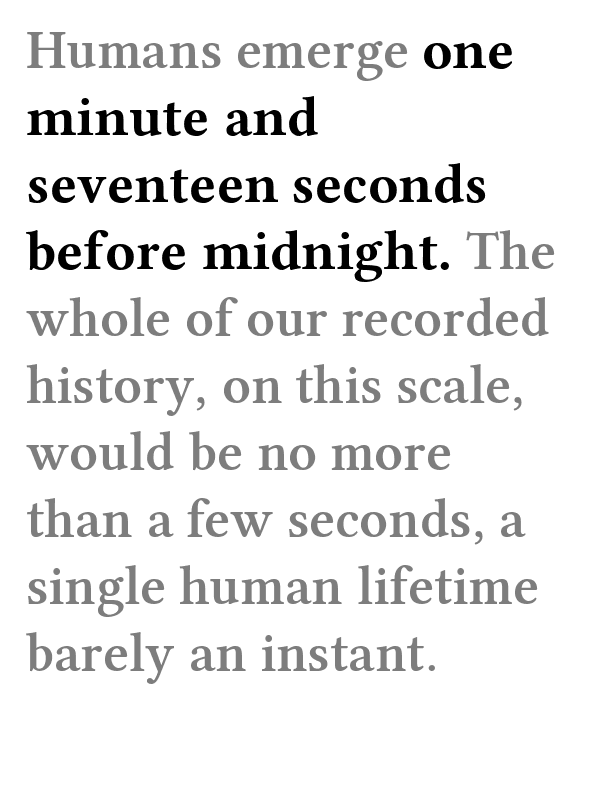 Humans emerge one
minute and
seventeen seconds
before midnight. The
whole of our recorded
history, on this scale,
would be no more
than a few seconds, a
single human lifetime
barely an instant.